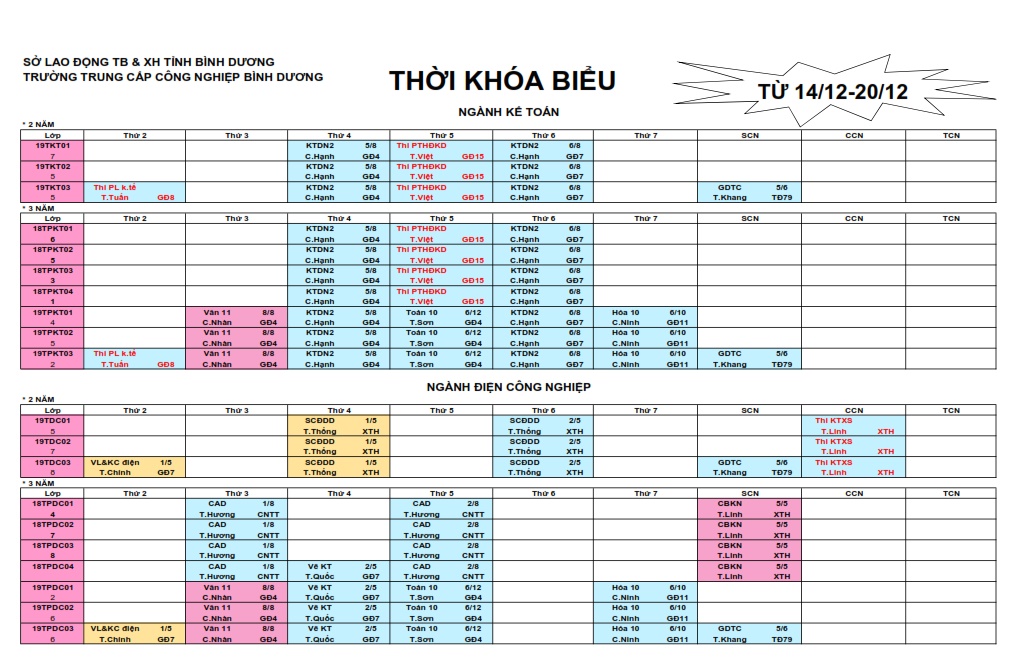 SỞ LAO ĐỘNG TB & XH TỈNH BÌNH DƯƠNG
TRƯỜNG TRUNG CẤP CÔNG NGHIỆP BÌNH DƯƠNG
THỜI KHÓA BIỂU
TỪ 14/12-20/12
NGÀNH KẾ TOÁN
* 2 NĂM
Lớp Thứ 2 Thứ 3 Thứ 4 Thứ 5 Thứ 6 Thứ 7 SCN CCN TCN
19TKT01 KTDN2 5/8 Thi PTHĐKD KTDN2 6/8
7 C.Hạnh GĐ4 T.Việt GĐ15 C.Hạnh GĐ7
19TKT02 KTDN2 5/8 Thi PTHĐKD KTDN2 6/8
5 C.Hạnh GĐ4 T.Việt GĐ15 C.Hạnh GĐ7
19TKT03 Thi PL k.tế KTDN2 5/8 Thi PTHĐKD KTDN2 6/8 GDTC 5/6
5 T.Tuấn GĐ8 C.Hạnh GĐ4 T.Việt GĐ15 C.Hạnh GĐ7 T.Khang TĐ79
* 3 NĂM
Lớp Thứ 2 Thứ 3 Thứ 4 Thứ 5 Thứ 6 Thứ 7 SCN CCN TCN
18TPKT01 KTDN2 5/8 Thi PTHĐKD KTDN2 6/8
6 C.Hạnh GĐ4 T.Việt GĐ15 C.Hạnh GĐ7
18TPKT02 KTDN2 5/8 Thi PTHĐKD KTDN2 6/8
5 C.Hạnh GĐ4 T.Việt GĐ15 C.Hạnh GĐ7
18TPKT03 KTDN2 5/8 Thi PTHĐKD KTDN2 6/8
3 C.Hạnh GĐ4 T.Việt GĐ15 C.Hạnh GĐ7
18TPKT04 KTDN2 5/8 Thi PTHĐKD KTDN2 6/8
1 C.Hạnh GĐ4 T.Việt GĐ15 C.Hạnh GĐ7
19TPKT01 Văn 11 8/8 KTDN2 5/8 Toán 10 6/12 KTDN2 6/8 Hóa 10 6/10
4 C.Nhàn GĐ4 C.Hạnh GĐ4 T.Sơn GĐ4 C.Hạnh GĐ7 C.Ninh GĐ11
19TPKT02 Văn 11 8/8 KTDN2 5/8 Toán 10 6/12 KTDN2 6/8 Hóa 10 6/10
5 C.Nhàn GĐ4 C.Hạnh GĐ4 T.Sơn GĐ4 C.Hạnh GĐ7 C.Ninh GĐ11
19TPKT03 Thi PL k.tế Văn 11 8/8 KTDN2 5/8 Toán 10 6/12 KTDN2 6/8 Hóa 10 6/10 GDTC 5/6
2 T.Tuấn GĐ8 C.Nhàn GĐ4 C.Hạnh GĐ4 T.Sơn GĐ4 C.Hạnh GĐ7 C.Ninh GĐ11 T.Khang TĐ79
NGÀNH ĐIỆN CÔNG NGHIỆP
* 2 NĂM
Lớp Thứ 2 Thứ 3 Thứ 4 Thứ 5 Thứ 6 Thứ 7 SCN CCN TCN
19TDC01 SCĐDD 1/5 SCĐDD 2/5 Thi KTXS
5 T.Thống XTH T.Thống XTH T.Linh XTH
19TDC02 SCĐDD 1/5 SCĐDD 2/5 Thi KTXS
7 T.Thống XTH T.Thống XTH T.Linh XTH
19TDC03 VL&KC điện 1/5 SCĐDD 1/5 SCĐDD 2/5 GDTC 5/6 Thi KTXS
6 T.Chinh GĐ7 T.Thống XTH T.Thống XTH T.Khang TĐ79 T.Linh XTH
* 3 NĂM
Lớp Thứ 2 Thứ 3 Thứ 4 Thứ 5 Thứ 6 Thứ 7 SCN CCN TCN
18TPDC01 CAD 1/8 CAD 2/8 CBKN 5/5
4 T.Hương CNTT T.Hương CNTT T.Linh XTH
18TPDC02 CAD 1/8 CAD 2/8 CBKN 5/5
7 T.Hương CNTT T.Hương CNTT T.Linh XTH
18TPDC03 CAD 1/8 CAD 2/8 CBKN 5/5
8 T.Hương CNTT T.Hương CNTT T.Linh XTH
18TPDC04 CAD 1/8 Vẽ KT 2/5 CAD 2/8 CBKN 5/5
7 T.Hương CNTT T.Quốc GĐ7 T.Hương CNTT T.Linh XTH
19TPDC01 Văn 11 8/8 Vẽ KT 2/5 Toán 10 6/12 Hóa 10 6/10
2 C.Nhàn GĐ4 T.Quốc GĐ7 T.Sơn GĐ4 C.Ninh GĐ11
19TPDC02 Văn 11 8/8 Vẽ KT 2/5 Toán 10 6/12 Hóa 10 6/10
6 C.Nhàn GĐ4 T.Quốc GĐ7 T.Sơn GĐ4 C.Ninh GĐ11
19TPDC03 VL&KC điện 1/5 Văn 11 8/8 Vẽ KT 2/5 Toán 10 6/12 Hóa 10 6/10 GDTC 5/6
6 T.Chinh GĐ7 C.Nhàn GĐ4 T.Quốc GĐ7 T.Sơn GĐ4 C.Ninh GĐ11 T.Khang TĐ79